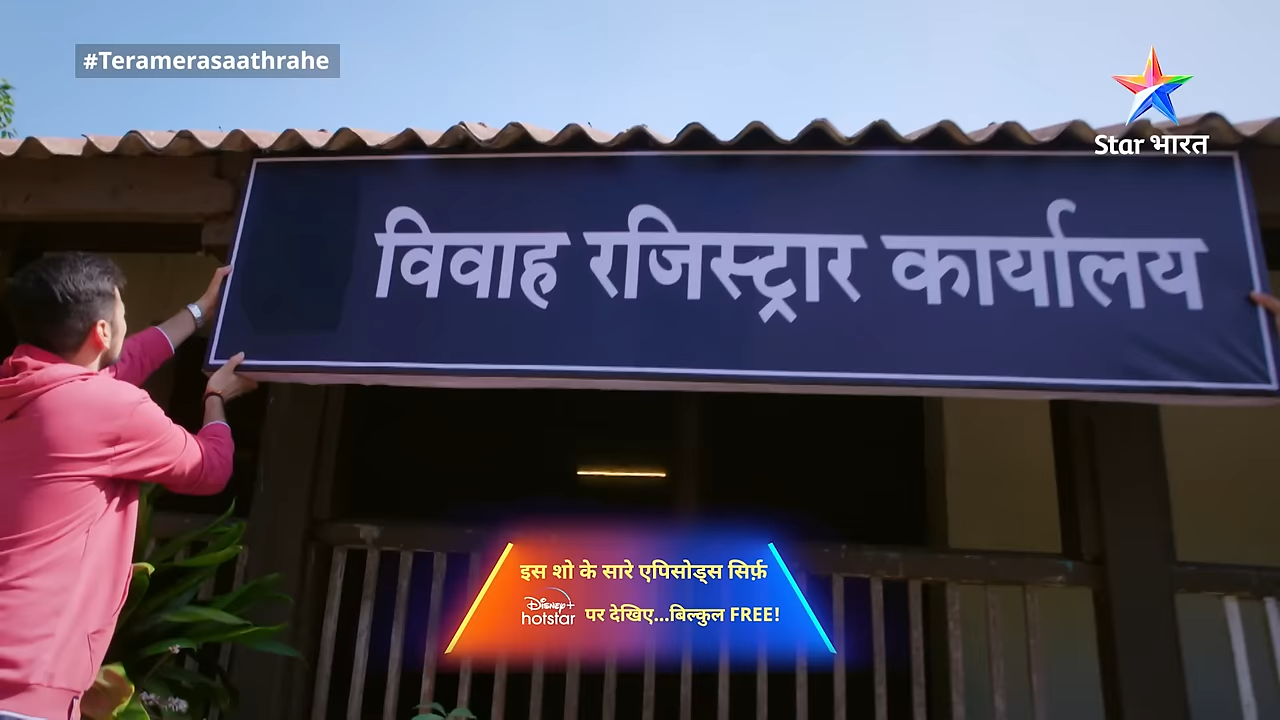 #Teramerasaathrahe
Star भारत
विवाह रजिस्ट्रार कार्यालय
इस शो के सारे एपिसोड्स सिर्फ़
Disney+ hotstar पर देखिए...बिल्कुल FREE!